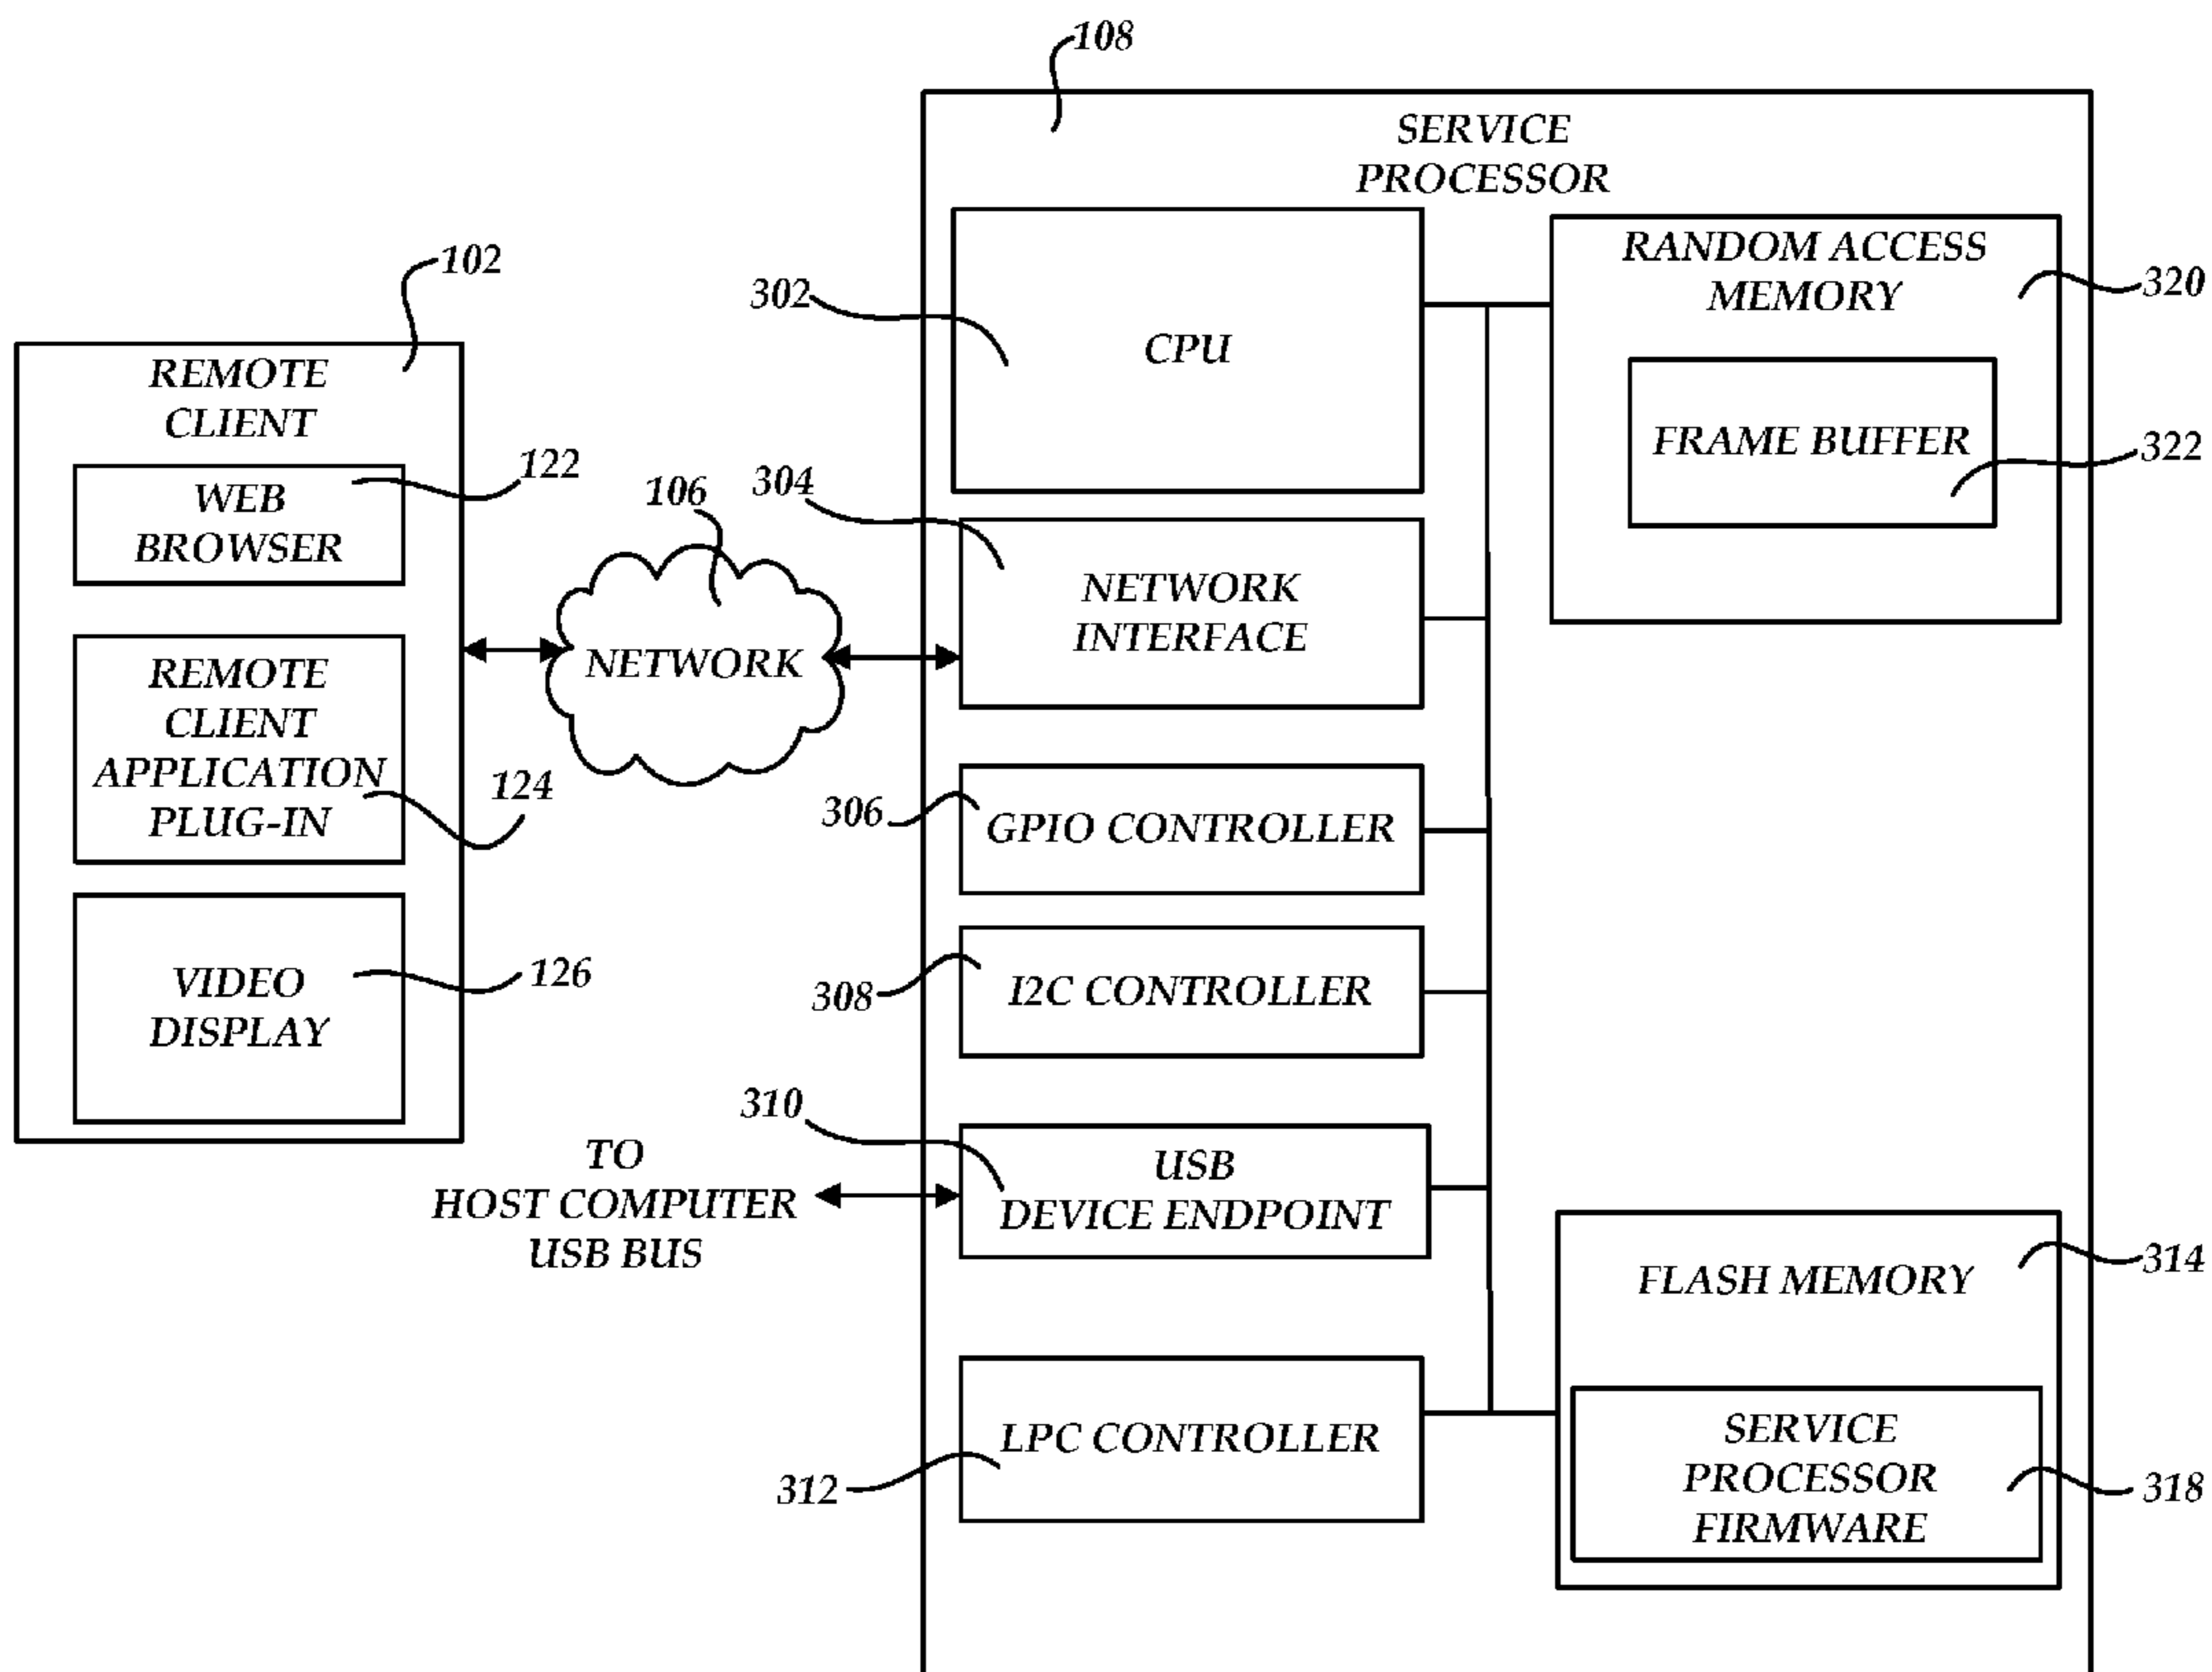 108
SERVICE
PROCESSOR
102
REMOTE
CLIENT
122
WEB
BROWSER
REMOTE
CLIENT
APPLICATION
PLUG-IN
124
VIDEO
DISPLAY
126
106
NETWORK
302
CPU
304
NETWORK
INTERFACE
306
GPIO CONTROLLER
308
I2C CONTROLLER
310
USB
DEVICE ENDPOINT
TO
HOST COMPUTER
USB BUS
312
LPC CONTROLLER
RANDOM ACCESS
MEMORY
320
FRAME BUFFER
322
FLASH MEMORY
314
SERVICE
PROCESSOR
FIRMWARE
318